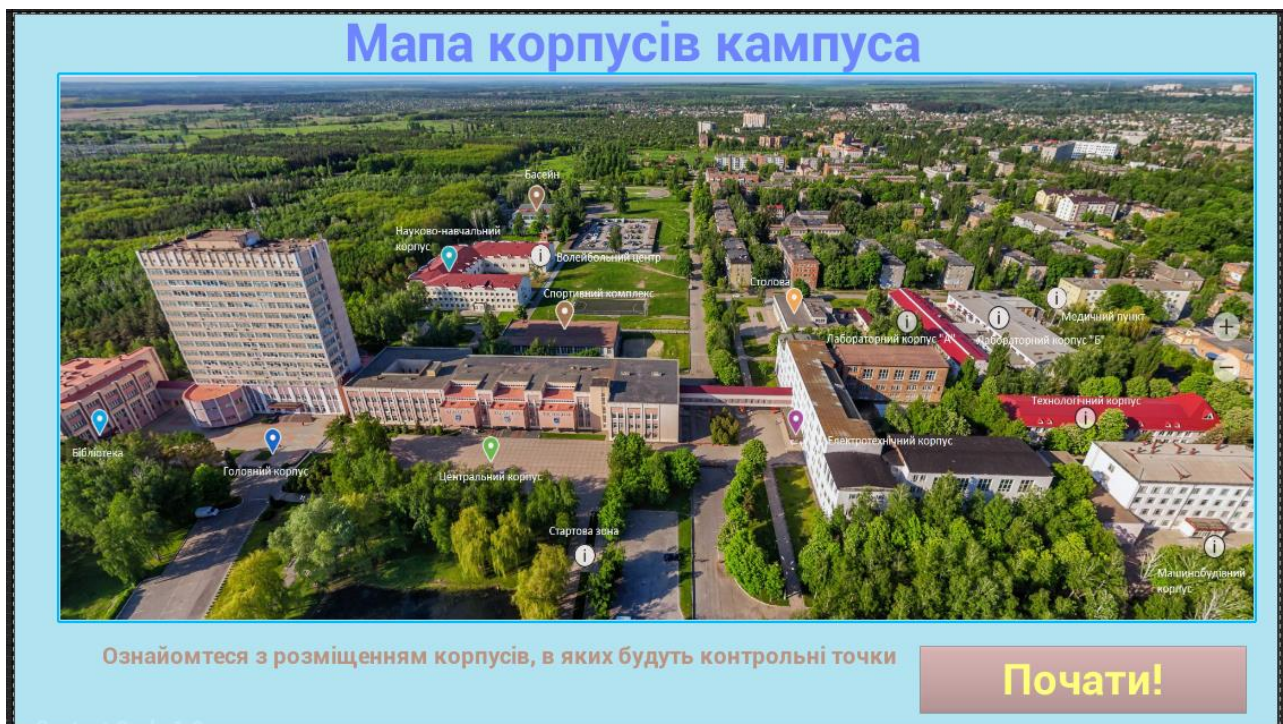 Мапа корпусів кампуса
Басейн
Науково-навчальний
корпус
Волейбольний центр
Спортивний комплекс
Столова
Медичний пункт
Лабораторний корпус "Д"
Лабораторний корпус "Б"
Технологічний корпус
Бібліотека
Головний корпус
Центральний корпус
Електротехнічний корпус
Стартова зона
Машинобудівний
корпус
Ознайомтеся з розміщенням корпусів, в яких будуть контрольні точки
Почати!